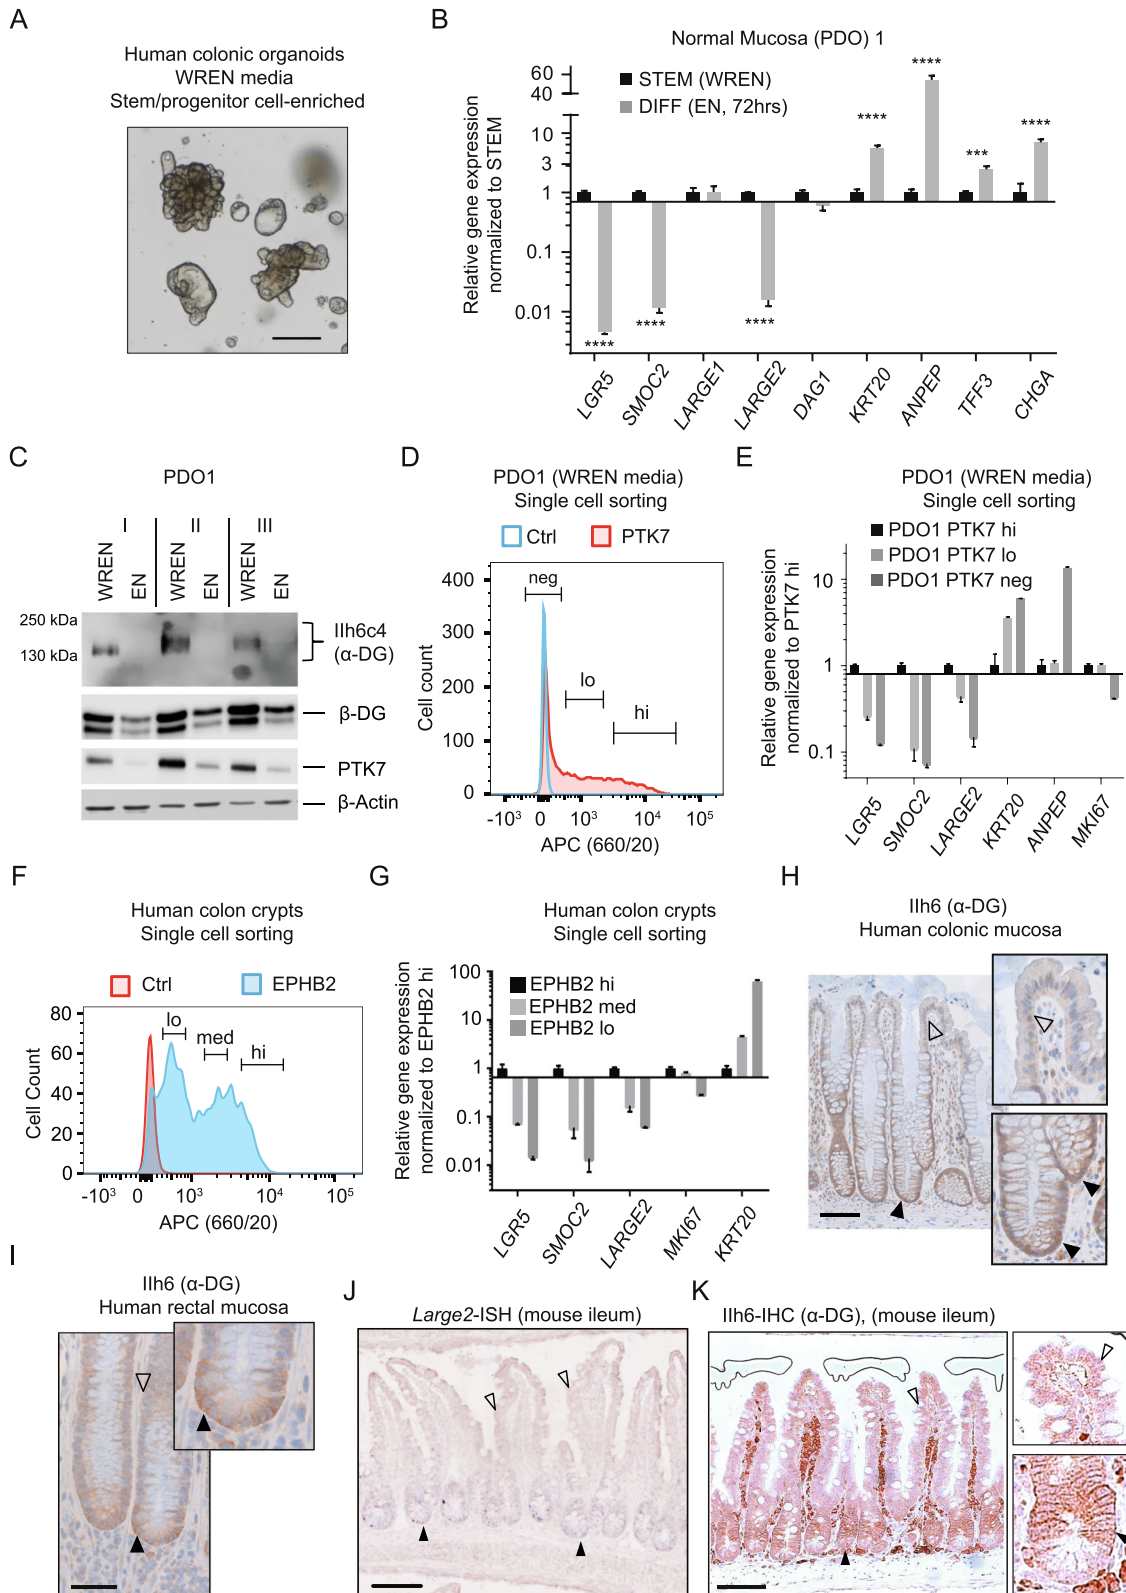 A
Human colonic organoids
WREN media
Stem/progenitor cell-enriched
B
Normal Mucosa (PDO) 1
STEM (WREN)
DIFF (EN, 72hrs)
Relative gene expression
normalized to STEM
60
40
10
3
1
0.1
0.01
****
****
****
****
****
***
****
LGR5
SMOC2
LARGE1
LARGE2
DAG1
KRT20
ANPEP
TFF3
CHGA
C
PDO1
I
II
III
WREN
EN
WREN
EN
WREN
EN
250 kDa
130 kDa
IIh6c4
(α-DG)
β-DG
PTK7
β-Actin
D
PDO1 (WREN media)
Single cell sorting
Ctrl
PTK7
neg
lo
hi
Cell count
400
300
200
100
0
-10³ 0 10³ 10⁴ 10⁵
APC (660/20)
E
PDO1 (WREN media)
Single cell sorting
PDO1 PTK7 hi
PDO1 PTK7 lo
PDO1 PTK7 neg
Relative gene expression
normalized to PTK7 hi
10
1
0.1
LGR5
SMOC2
LARGE2
KRT20
ANPEP
MKI67
F
Human colon crypts
Single cell sorting
Ctrl
EPHB2
lo
med
hi
Cell Count
80
60
40
20
0
-10³ 0 10³ 10⁴ 10⁵
APC (660/20)
G
Human colon crypts
Single cell sorting
EPHB2 hi
EPHB2 med
EPHB2 lo
Relative gene expression
normalized to EPHB2 hi
100
10
1
0.1
0.01
LGR5
SMOC2
LARGE2
MKI67
KRT20
H
IIh6 (α-DG)
Human colonic mucosa
I
IIh6 (α-DG)
Human rectal mucosa
J
Large2-ISH (mouse ileum)
K
IIh6-IHC (α-DG), (mouse ileum)